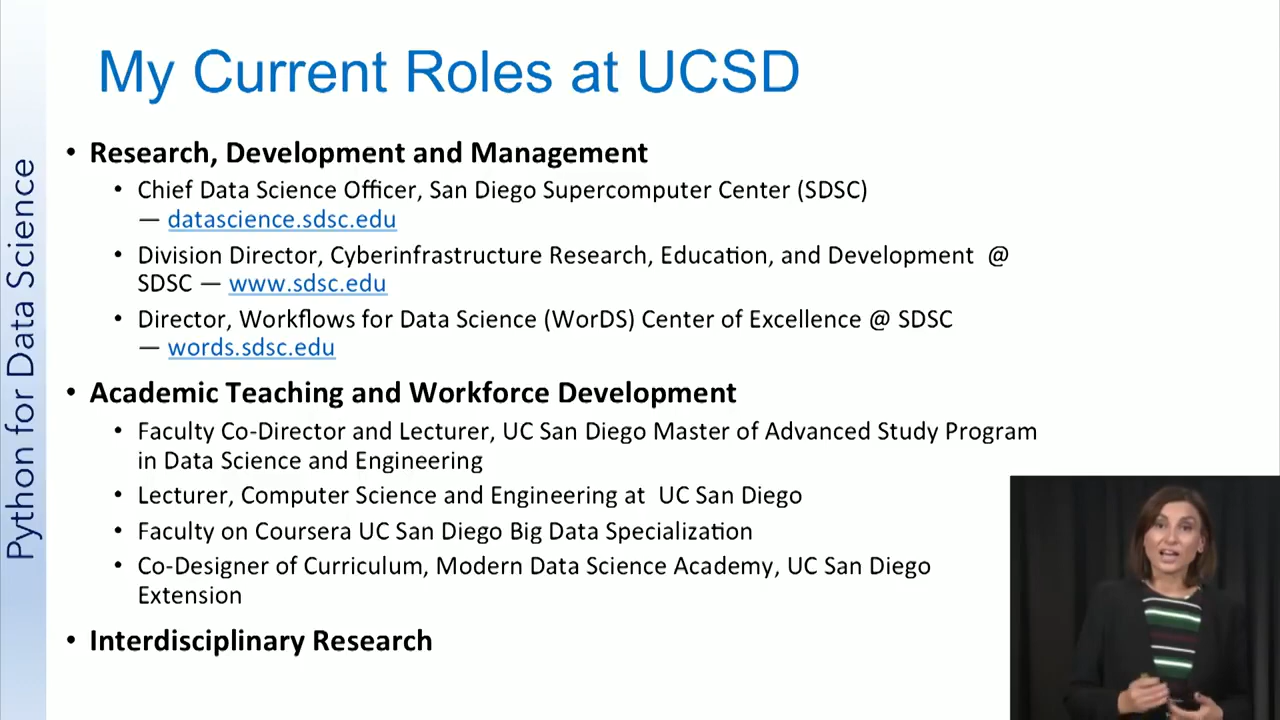 My Current Roles at UCSD
• Research, Development and Management
• Chief Data Science Officer, San Diego Supercomputer Center (SDSC)
— datascience.sdsc.edu
• Division Director, Cyberinfrastructure Research, Education, and Development @
SDSC — www.sdsc.edu
• Director, Workflows for Data Science (WorDS) Center of Excellence @ SDSC
— words.sdsc.edu
• Academic Teaching and Workforce Development
• Faculty Co-Director and Lecturer, UC San Diego Master of Advanced Study Program
in Data Science and Engineering
• Lecturer, Computer Science and Engineering at UC San Diego
• Faculty on Coursera UC San Diego Big Data Specialization
• Co-Designer of Curriculum, Modern Data Science Academy, UC San Diego
Extension
• Interdisciplinary Research
Python for Data Science